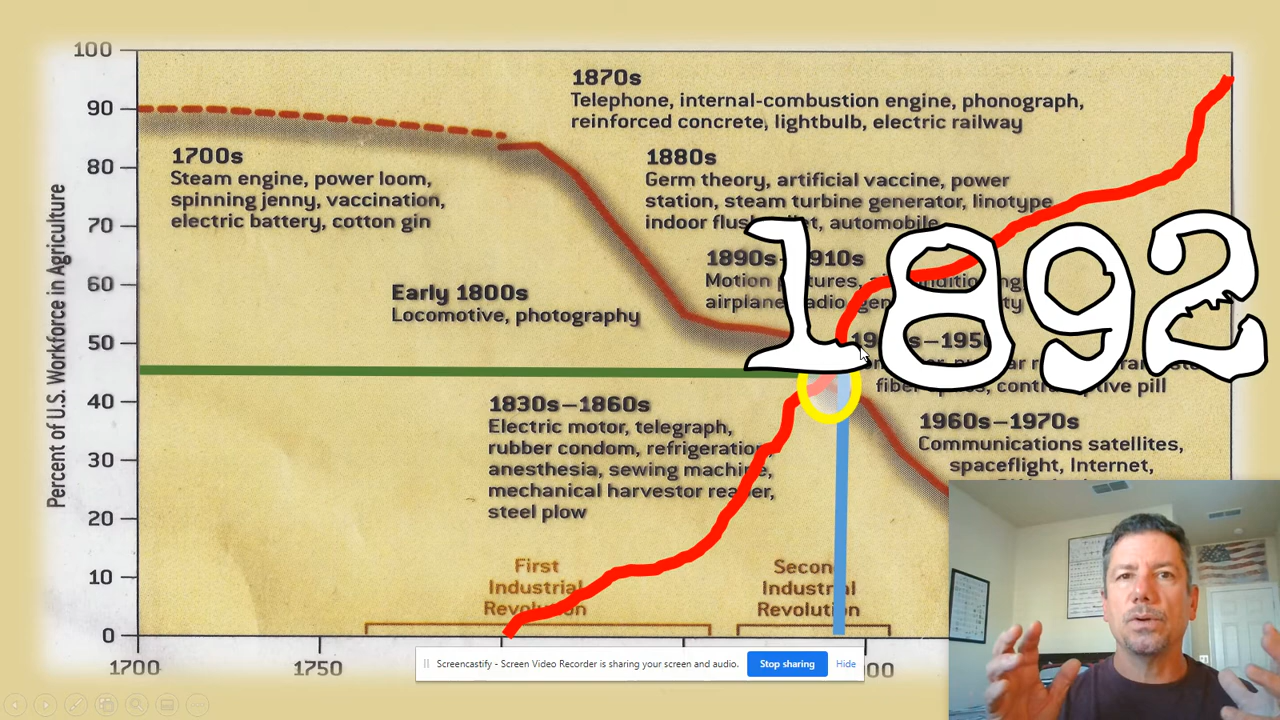 100
90
80
70
60
50
40
30
20
10
0
Percent of U.S. Workforce in Agriculture
1870s
Telephone, internal-combustion engine, phonograph,
reinforced concrete, lightbulb, electric railway
1700s
Steam engine, power loom,
spinning jenny, vaccination,
electric battery, cotton gin
1880s
Germ theory, artificial vaccine, power
station, steam turbine generator, linotype
indoor automobile
1892
Early 1800s
Locomotive, photography
1830s–1860s
Electric motor, telegraph,
rubber condom, refrigeration,
anesthesia, sewing machine,
mechanical harvestor reaper,
steel plow
1960s–1970s
Communications satellites,
spaceflight, Internet,
First
Industrial
Revolution
Second
Industrial
Revolution
1700
1750
Screencastify - Screen Video Recorder is sharing your screen and audio.
Stop sharing
Hide